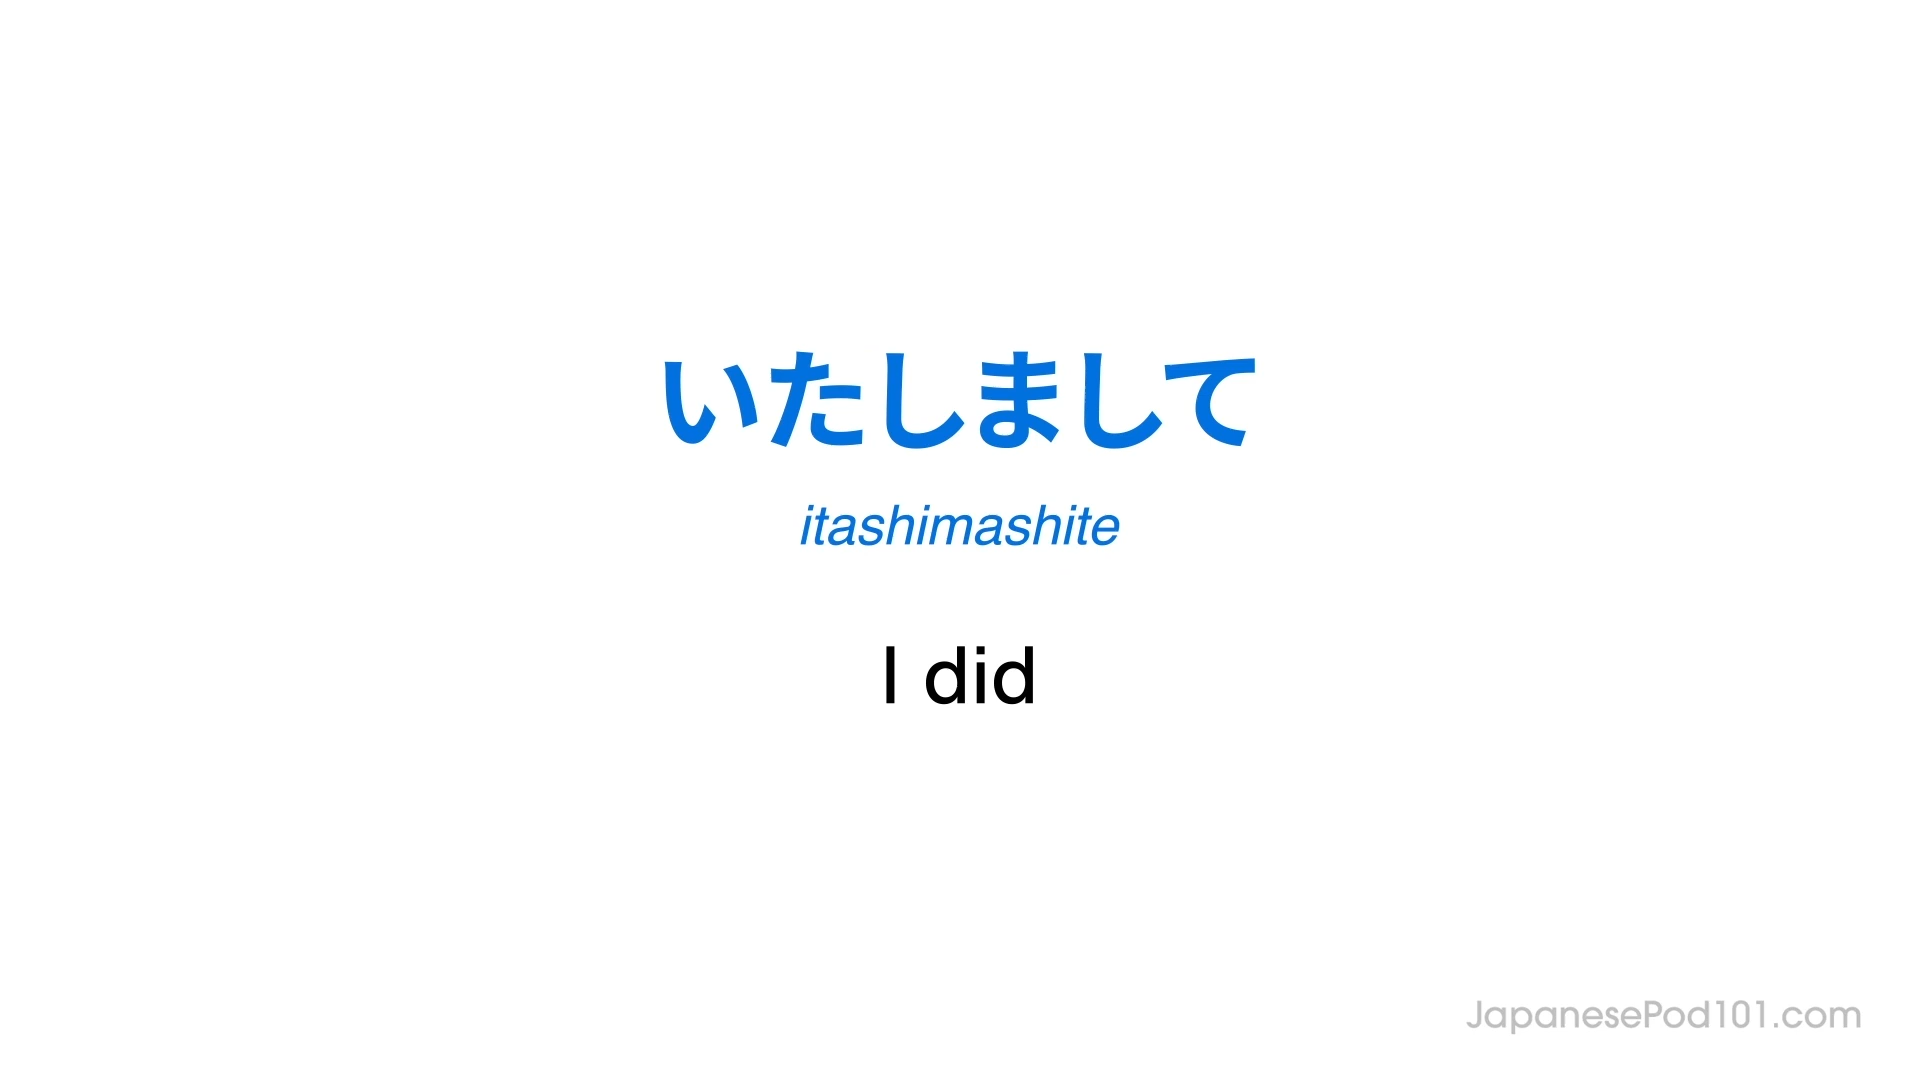 いたしまして
itashimashite
I did
JapanesePod101.com